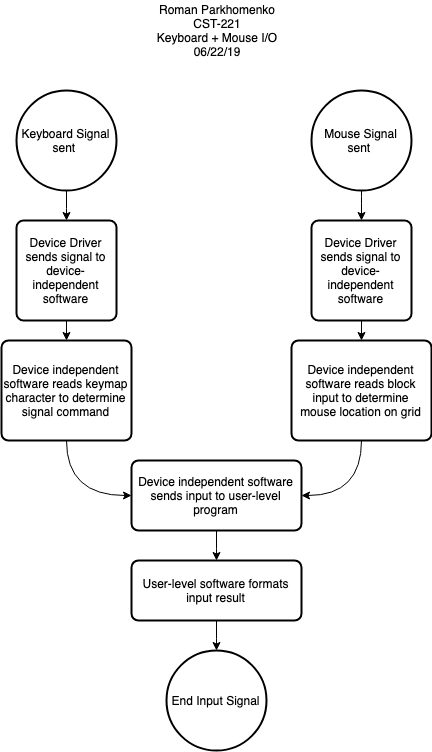 Roman Parkhomenko
CST-221
Keyboard + Mouse I/O
06/22/19
Keyboard Signal
sent
Mouse Signal
sent
Device Driver
sends signal to
device-
independent
software
Device Driver
sends signal to
device-
independent
software
Device independent
software reads keymap
character to determine
signal command
Device independent
software reads block
input to determine
mouse location on grid
Device independent software
sends input to user-level
program
User-level software formats
input result
End Input Signal